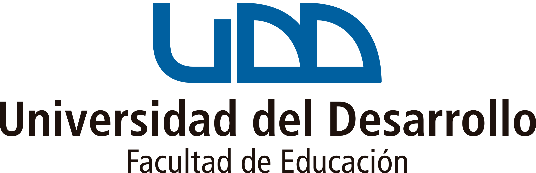 UDD
Universidad del Desarrollo
Facultad de Educación